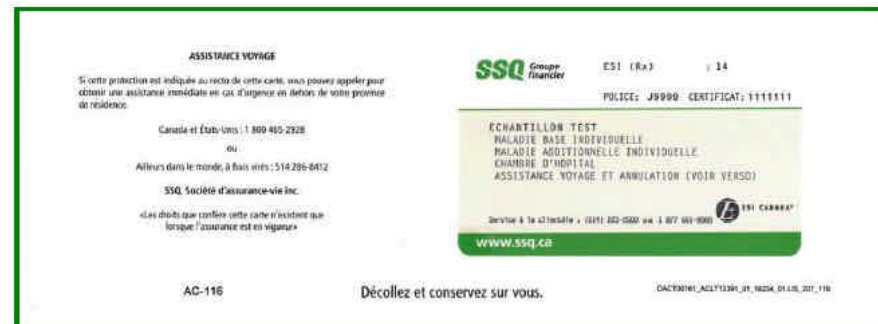 ASSISTANCE VOYAGE
Si cette protection est indiquée au recto de cette carte, vous pouvez appeler pour
obtenir une assistance immédiate en cas d'urgence en dehors de votre province
de résidence.
Canada et États-Unis : 1 800 465-2928
ou
Ailleurs dans le monde, à frais virés : 514 286-8412
SSQ, Société d'assurance-vie inc.
«Les droits que confère cette carte n'existent que
lorsque l'assurance est en vigueur»
AC-116
SSQ Groupe financier
ESI (Rx) : 14
POLICE: J9999 CERTIFICAT: 1111111
ECHANTILLON TEST
MALADIE BASE INDIVIDUELLE
MALADIE ADDITIONNELLE INDIVIDUELLE
CHAMBRE D'HOPITAL
ASSISTANCE VOYAGE ET ANNULATION (VOIR VERSO)
ESI CANADA
Service à la clientèle :
www.ssq.ca
Décollez et conservez sur vous.